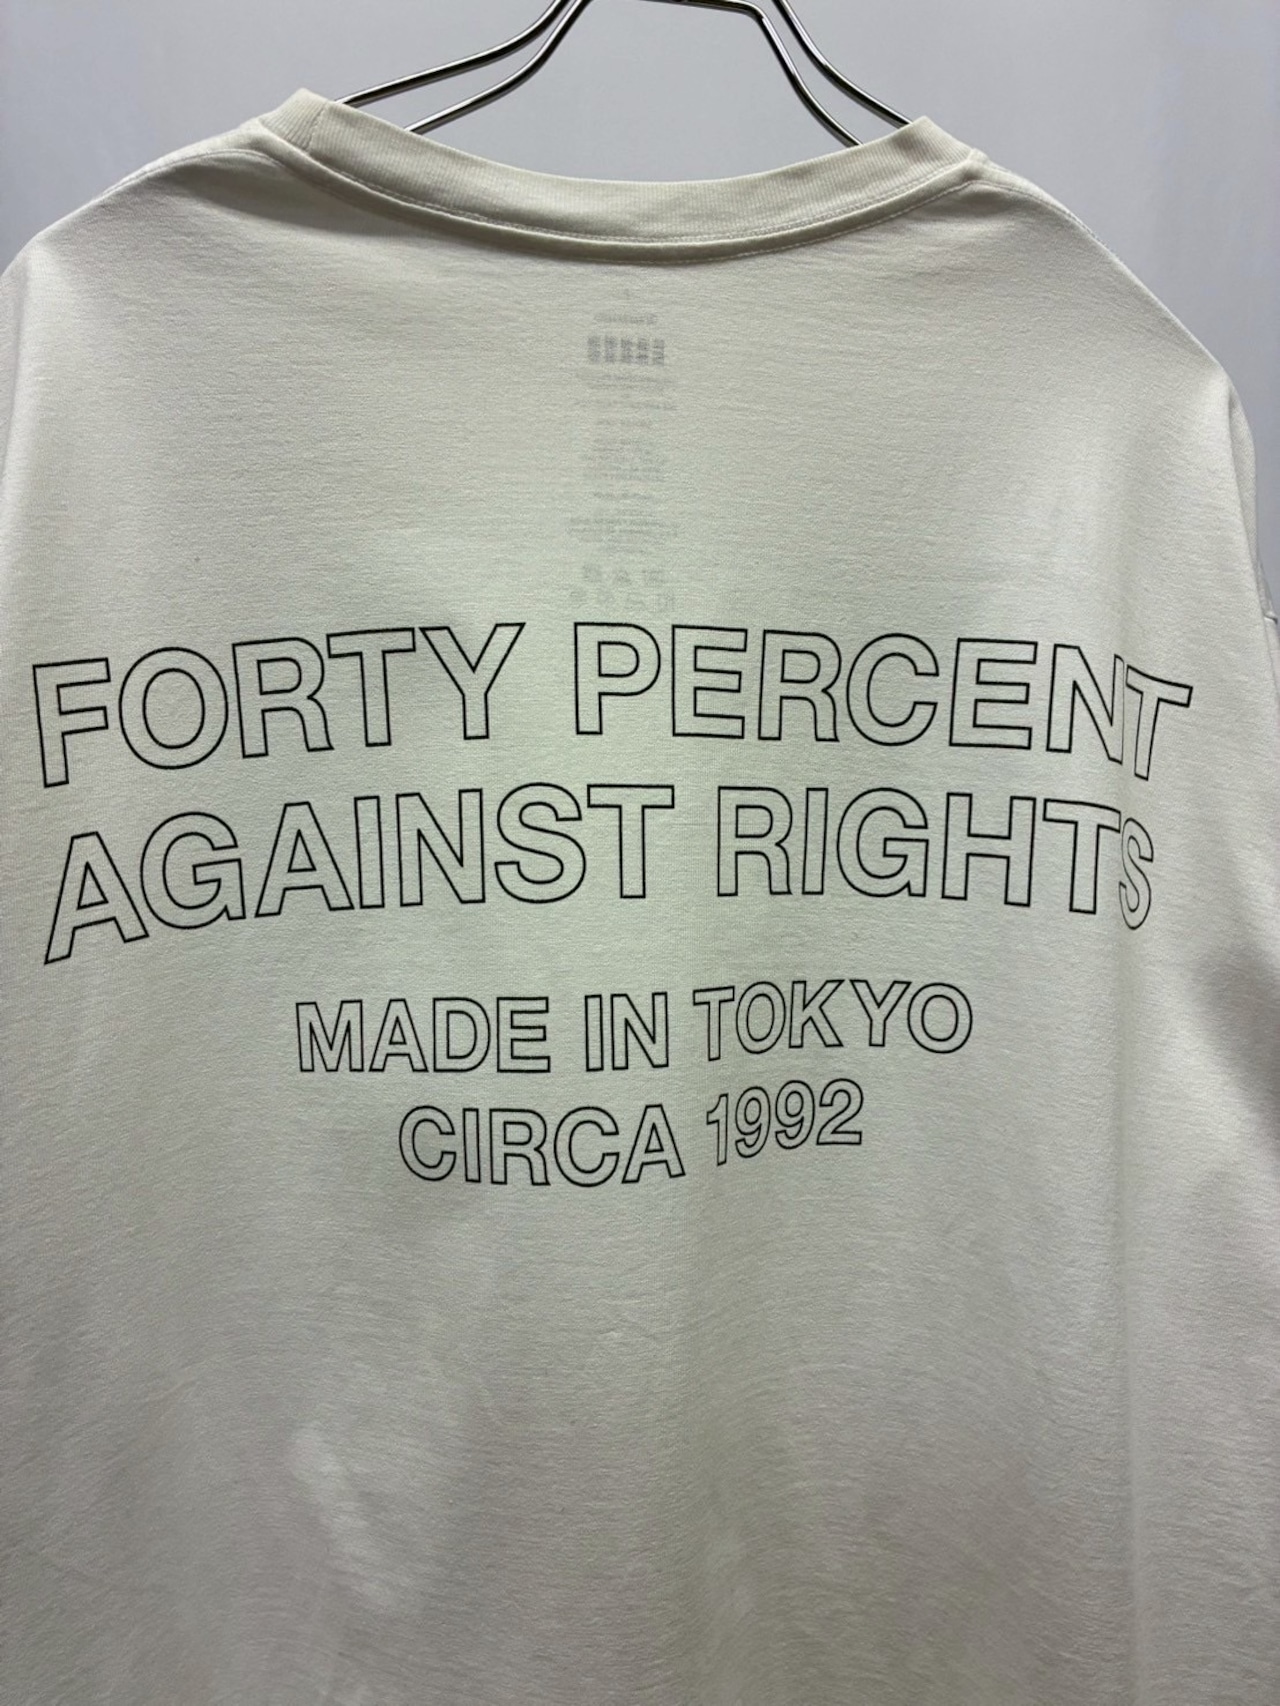 FORTY PERCENT
AGAINST RIGHTS
MADE IN TOKYO
CIRCA 1992